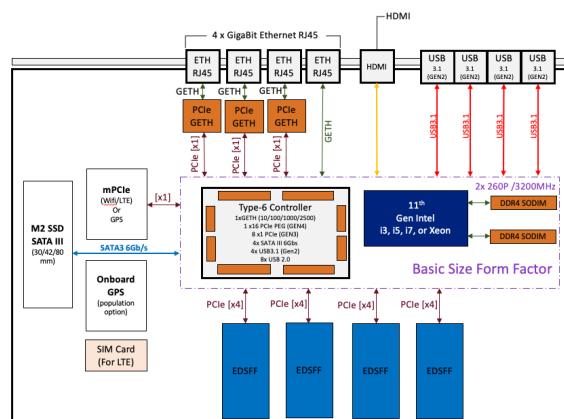 4 x GigaBit Ethernet RJ45
HDMI
ETH
RJ45
ETH
RJ45
ETH
RJ45
ETH
RJ45
HDMI
USB
3.1
(GEN2)
USB
3.1
(GEN2)
USB
3.1
(GEN2)
USB
3.1
(GEN2)
GETH
GETH
GETH
PCIe
GETH
PCIe
GETH
PCIe
GETH
GETH
USB3.1
USB3.1
USB3.1
USB3.1
PCIe [x1]
PCIe [x1]
PCIe [x1]
2x 260P /3200MHz
mPCIe
(Wifi/LTE)
Or
GPS
[x1]
Type-6 Controller
1xGETH (10/100/1000/2500)
1 x16 PCIe PEG (GEN4)
8 x1 PCIe (GEN3)
4x SATA III 6Gbs
4x USB3.1 (Gen2)
8x USB 2.0
11th
Gen Intel
i3, i5, i7, or Xeon
DDR4 SODIM
DDR4 SODIM
M2 SSD
SATA III
(30/42/80
mm)
SATA3 6Gb/s
Basic Size Form Factor
Onboard
GPS
(population
option)
SIM Card
(For LTE)
PCIe [x4]
PCIe [x4]
PCIe [x4]
PCIe [x4]
EDSFF
EDSFF
EDSFF
EDSFF